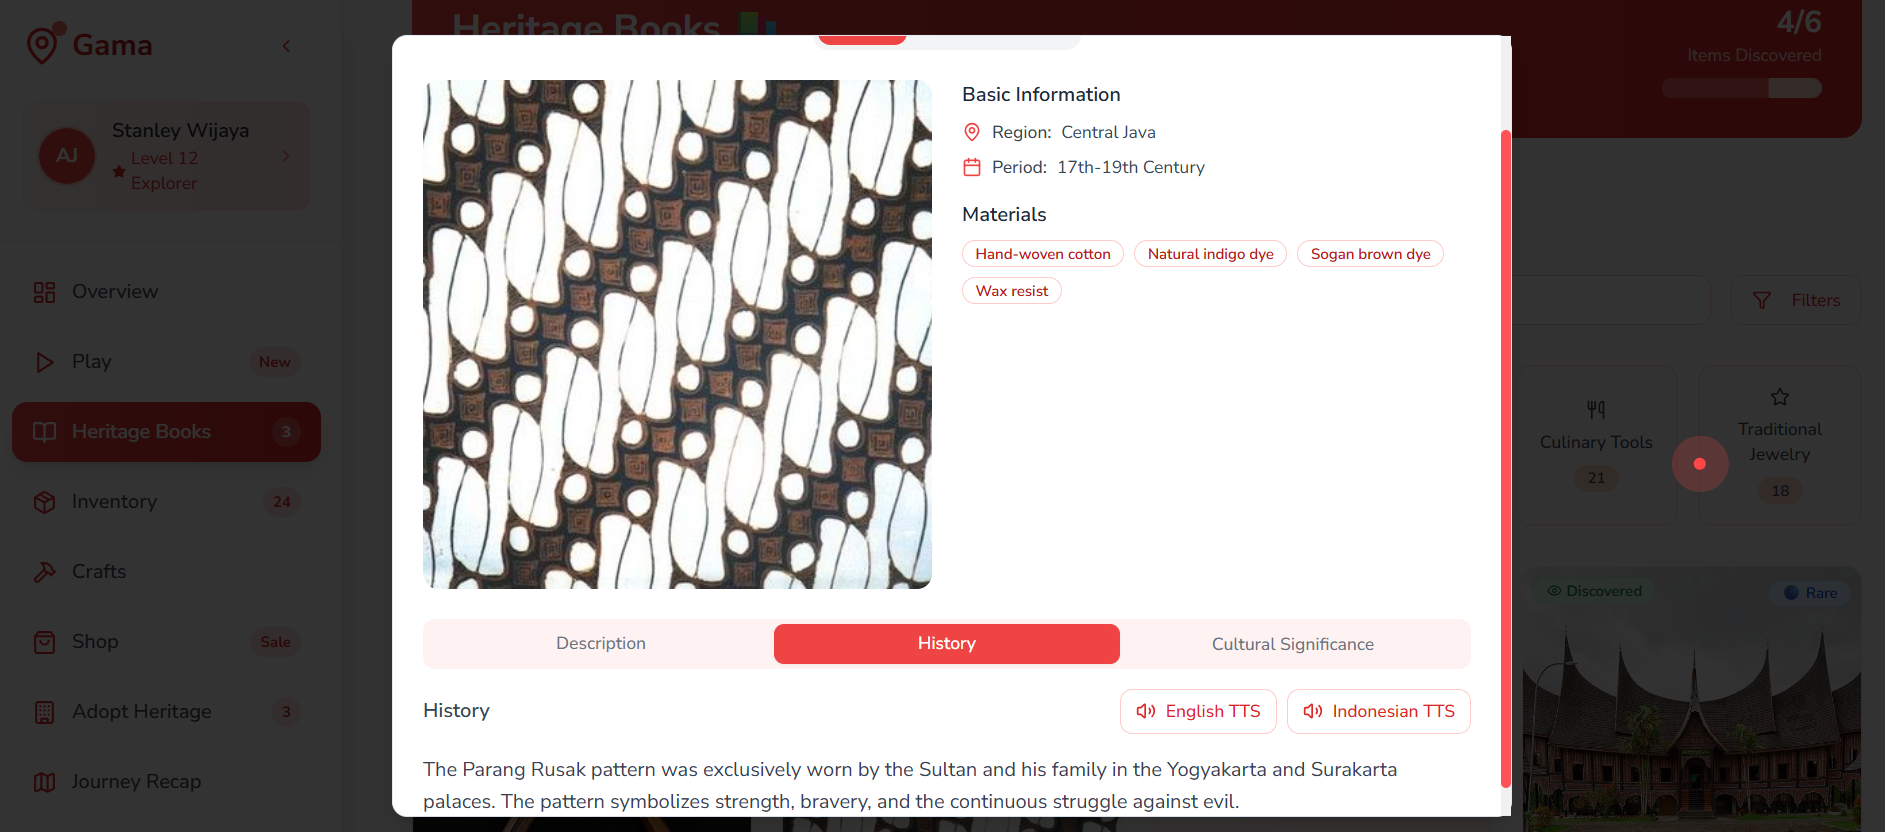 Gama
AJ
Stanley Wijaya
Level 12
Explorer
Overview
Play
New
Heritage Books
3
Inventory
24
Crafts
Shop
Sale
Adopt Heritage
3
Journey Recap
Heritage Books
4/6
Items Discovered
Filters
Culinary Tools
21
Traditional
Jewelry
18
Discovered
Rare
Basic Information
Region: Central Java
Period: 17th-19th Century
Materials
Hand-woven cotton
Natural indigo dye
Sogan brown dye
Wax resist
Description
History
Cultural Significance
History
English TTS
Indonesian TTS
The Parang Rusak pattern was exclusively worn by the Sultan and his family in the Yogyakarta and Surakarta
palaces. The pattern symbolizes strength, bravery, and the continuous struggle against evil.